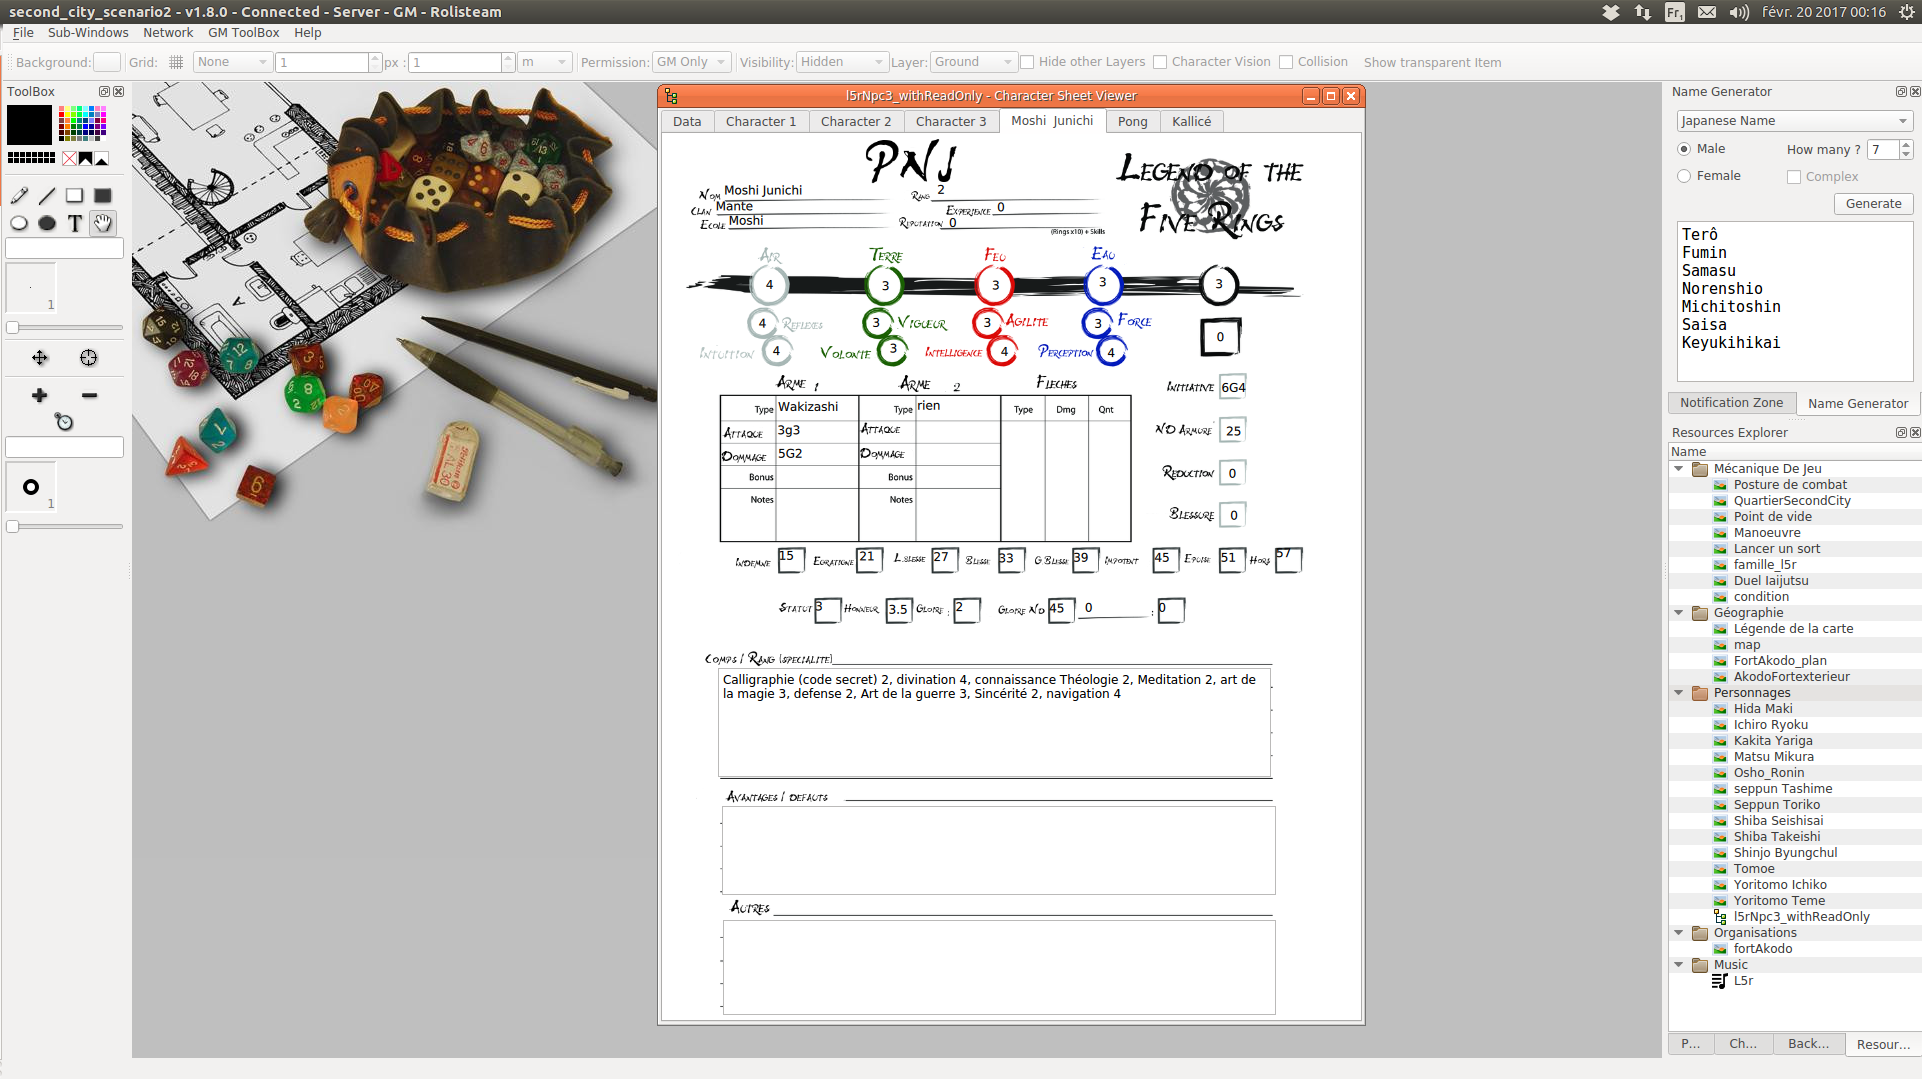 second_city_scenario2 - v1.8.0 - Connected - Server - GM - Rolisteam
Fr1
févr. 20 2017 00:16
File Sub-Windows Network GM ToolBox Help
Background: Grid: None 1 px : 1 m Permission: GM Only Visibility: Hidden Layer: Ground Hide other Layers Character Vision Collision Show transparent Item
ToolBox
T
1
1
l5rNpc3_withReadOnly - Character Sheet Viewer
Data Character 1 Character 2 Character 3 Moshi Junichi Pong Kallicé
PNJ
Legend of the
Five Rings
Nom Moshi Junichi Ring 2
Clan Mante Experience 0
Ecole Moshi Reputation 0
(Rings x10) + Skills
Air Terre Feu Eau
4 3 3 3 3
4 Reflexes 3 Vigueur 3 Agilite 3 Force
0
Intuition 4 Volonte 3 Intelligence 4 Perception 4
Arme 1 Arme 2 Fleches
Initiative 6G4
Type Wakizashi Type rien Type Dmg Qnt
Attaque 3g3 Attaque
ND Armure 25
Dommage 5G2 Dommage
Bonus Bonus
Reduction 0
Notes Notes
Blessure 0
Indemne 15 Egratigne 21 L.blesse 27 Blesse 33 G.Blesse 39 Impotent 45 Epuise 51 Hors 57
Statut 3 Honneur 3.5 Gloire : 2 Gloire ND 45 0 : 0
Comps / Rang [specialite]
Calligraphie (code secret) 2, divination 4, connaissance Théologie 2, Meditation 2, art de
la magie 3, defense 2, Art de la guerre 3, Sincérité 2, navigation 4
Avantages / defauts
Autres
Name Generator
Japanese Name
Male How many ? 7
Female Complex
Generate
Terô
Fumin
Samasu
Norenshio
Michitoshin
Saisa
Keyukihikai
Notification Zone Name Generator
Resources Explorer
Name
Mécanique De Jeu
Posture de combat
QuartierSecondCity
Point de vide
Manoeuvre
Lancer un sort
famille_l5r
Duel Iaijutsu
condition
Géographie
Légende de la carte
map
FortAkodo_plan
AkodoFortexterieur
Personnages
Hida Maki
Ichiro Ryoku
Kakita Yariga
Matsu Mikura
Osho_Ronin
seppun Tashime
Seppun Toriko
Shiba Seishisai
Shiba Takeishi
Shinjo Byungchul
Tomoe
Yoritomo Ichiko
Yoritomo Teme
l5rNpc3_withReadOnly
Organisations
fortAkodo
Music
L5r
P... Ch... Back... Resour...